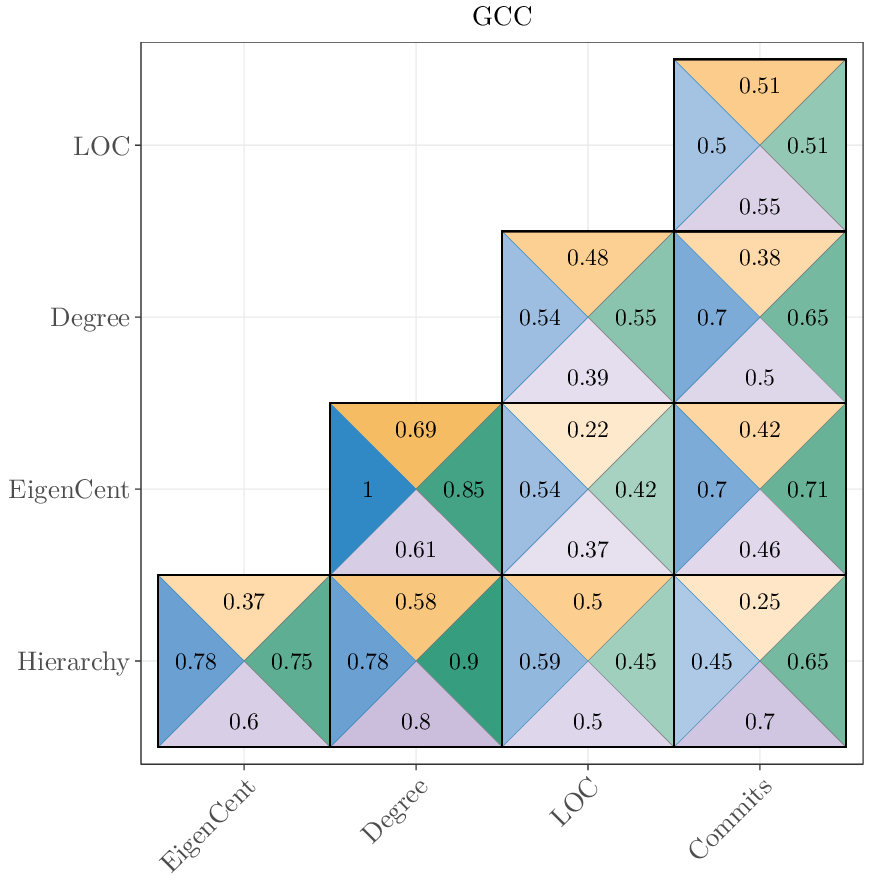 GCC
0.51
LOC 0.5 0.51
0.55
0.48 0.38
Degree 0.54 0.55 0.7 0.65
0.39 0.5
0.69 0.22 0.42
EigenCent 1 0.85 0.54 0.42 0.7 0.71
0.61 0.37 0.46
0.37 0.58 0.5 0.25
Hierarchy 0.78 0.75 0.78 0.9 0.59 0.45 0.45 0.65
0.6 0.8 0.5 0.7
EigenCent
Degree
LOC
Commits